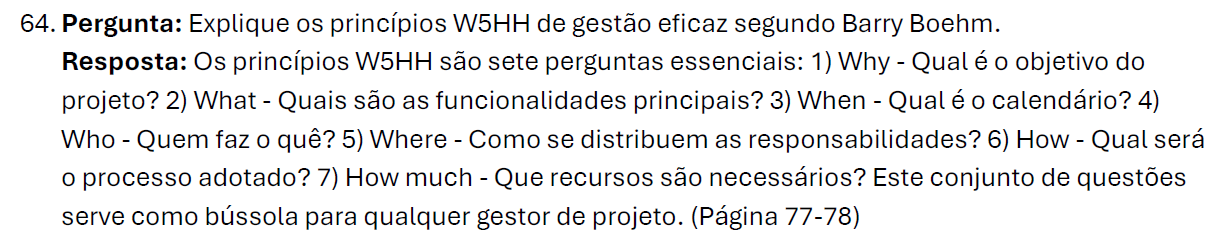 64. Pergunta: Explique os princípios W5HH de gestão eficaz segundo Barry Boehm.
Resposta: Os princípios W5HH são sete perguntas essenciais: 1) Why - Qual é o objetivo do
projeto? 2) What - Quais são as funcionalidades principais? 3) When - Qual é o calendário? 4)
Who - Quem faz o quê? 5) Where - Como se distribuem as responsabilidades? 6) How - Qual será
o processo adotado? 7) How much - Que recursos são necessários? Este conjunto de questões
serve como bússola para qualquer gestor de projeto. (Página 77-78)